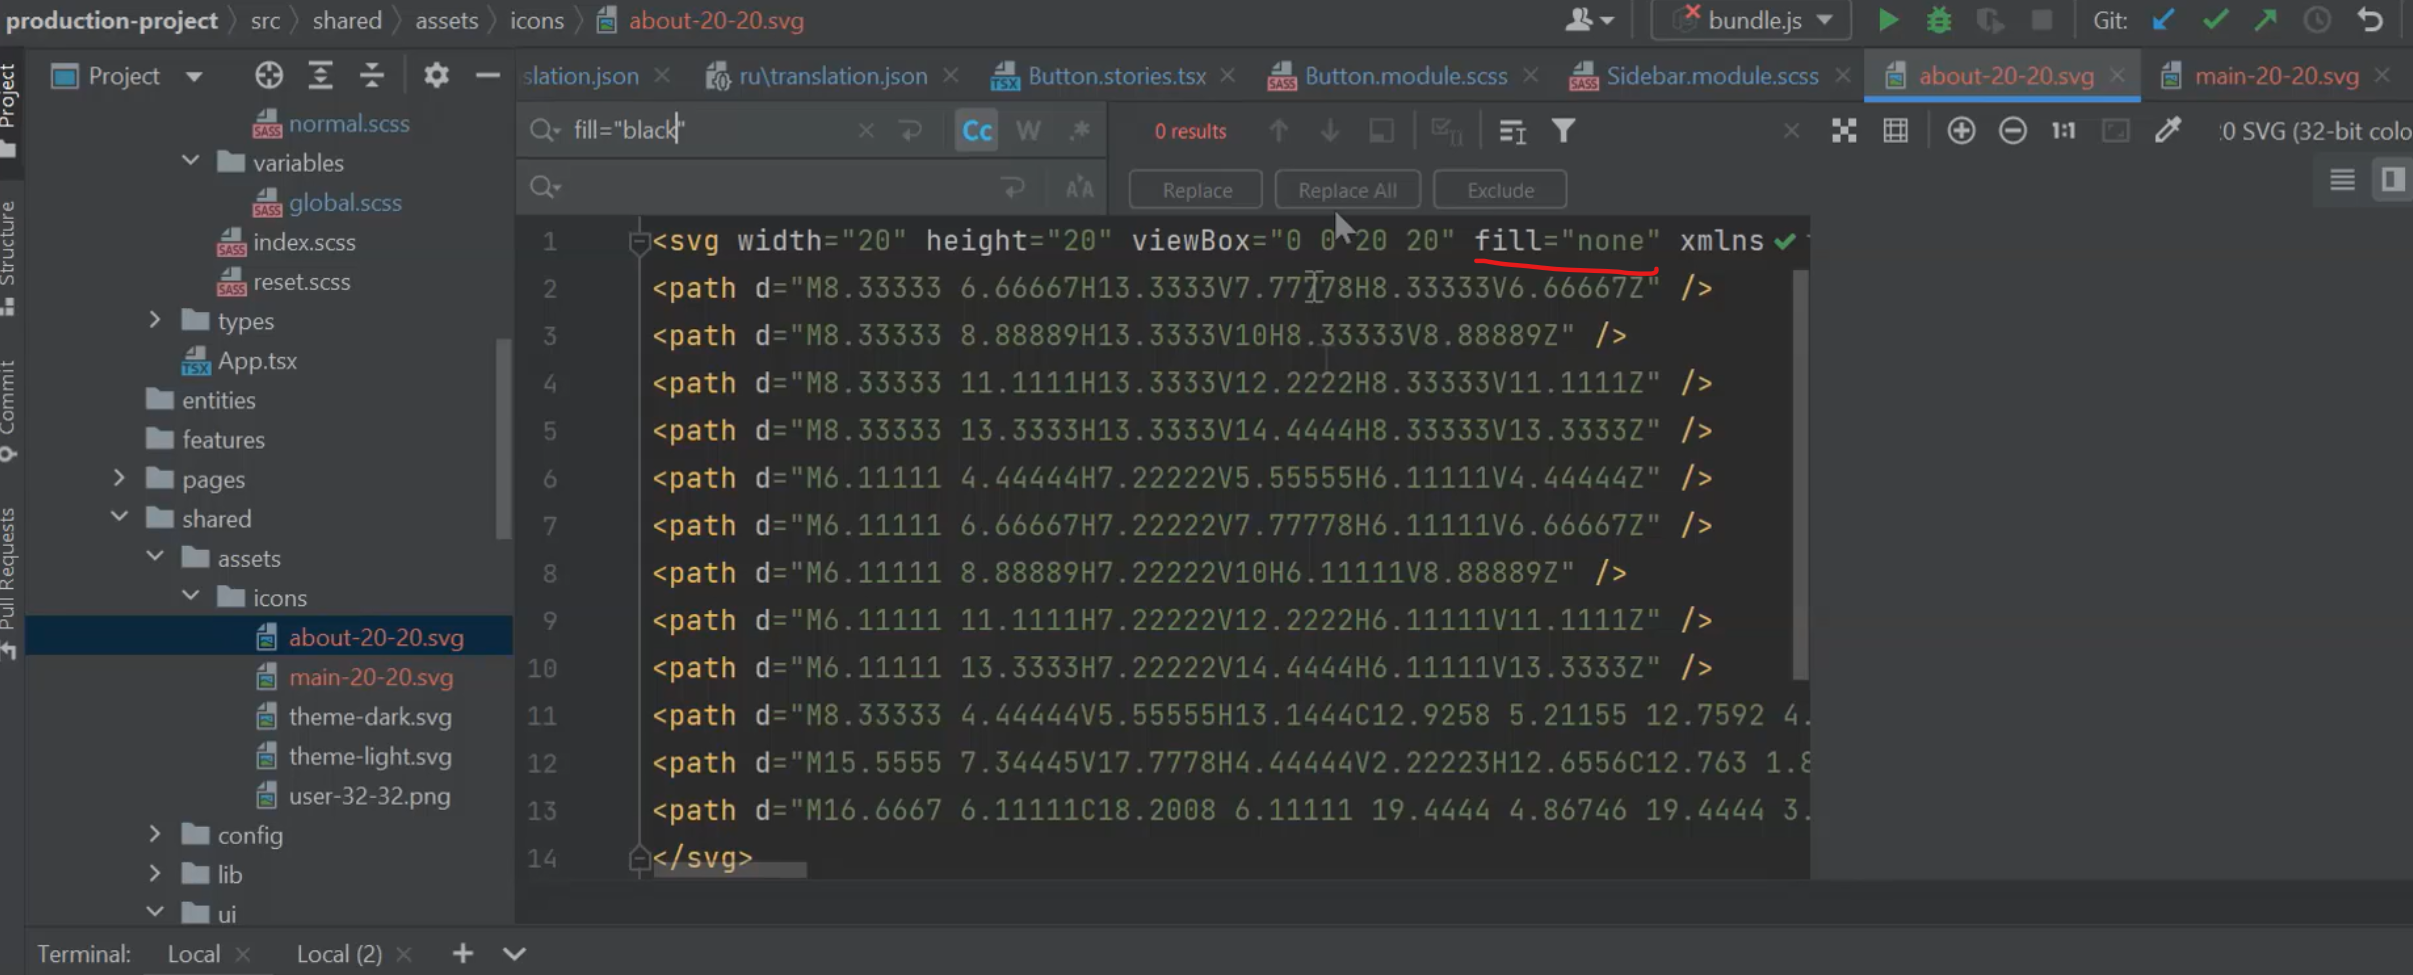 production-project src shared assets icons about-20-20.svg
bundle.js Git:
Project
slation.json ru\translation.json Button.stories.tsx Button.module.scss Sidebar.module.scss about-20-20.svg main-20-20.svg
fill="black" Cc W .* 0 results 1:1 :0 SVG (32-bit colo
Replace Replace All Exclude
Project
Structure
Commit
Pull Requests
normal.scss
variables
global.scss
index.scss
reset.scss
types
App.tsx
entities
features
pages
shared
assets
icons
about-20-20.svg
main-20-20.svg
theme-dark.svg
theme-light.svg
user-32-32.png
config
lib
ui
1 <svg width="20" height="20" viewBox="0 0 20 20" fill="none" xmlns
2 <path d="M8.33333 6.66667H13.3333V7.77778H8.33333V6.66667Z" />
3 <path d="M8.33333 8.88889H13.3333V10H8.33333V8.88889Z" />
4 <path d="M8.33333 11.1111H13.3333V12.2222H8.33333V11.1111Z" />
5 <path d="M8.33333 13.3333H13.3333V14.4444H8.33333V13.3333Z" />
6 <path d="M6.11111 4.44444H7.22222V5.55555H6.11111V4.44444Z" />
7 <path d="M6.11111 6.66667H7.22222V7.77778H6.11111V6.66667Z" />
8 <path d="M6.11111 8.88889H7.22222V10H6.11111V8.88889Z" />
9 <path d="M6.11111 11.1111H7.22222V12.2222H6.11111V11.1111Z" />
10 <path d="M6.11111 13.3333H7.22222V14.4444H6.11111V13.3333Z" />
11 <path d="M8.33333 4.44444V5.55555H13.1444C12.9258 5.21155 12.7592 4.
12 <path d="M15.5555 7.34445V17.7778H4.44444V2.22223H12.6556C12.763 1.8
13 <path d="M16.6667 6.11111C18.2008 6.11111 19.4444 4.86746 19.4444 3.
14 </svg>
Terminal: Local Local (2)